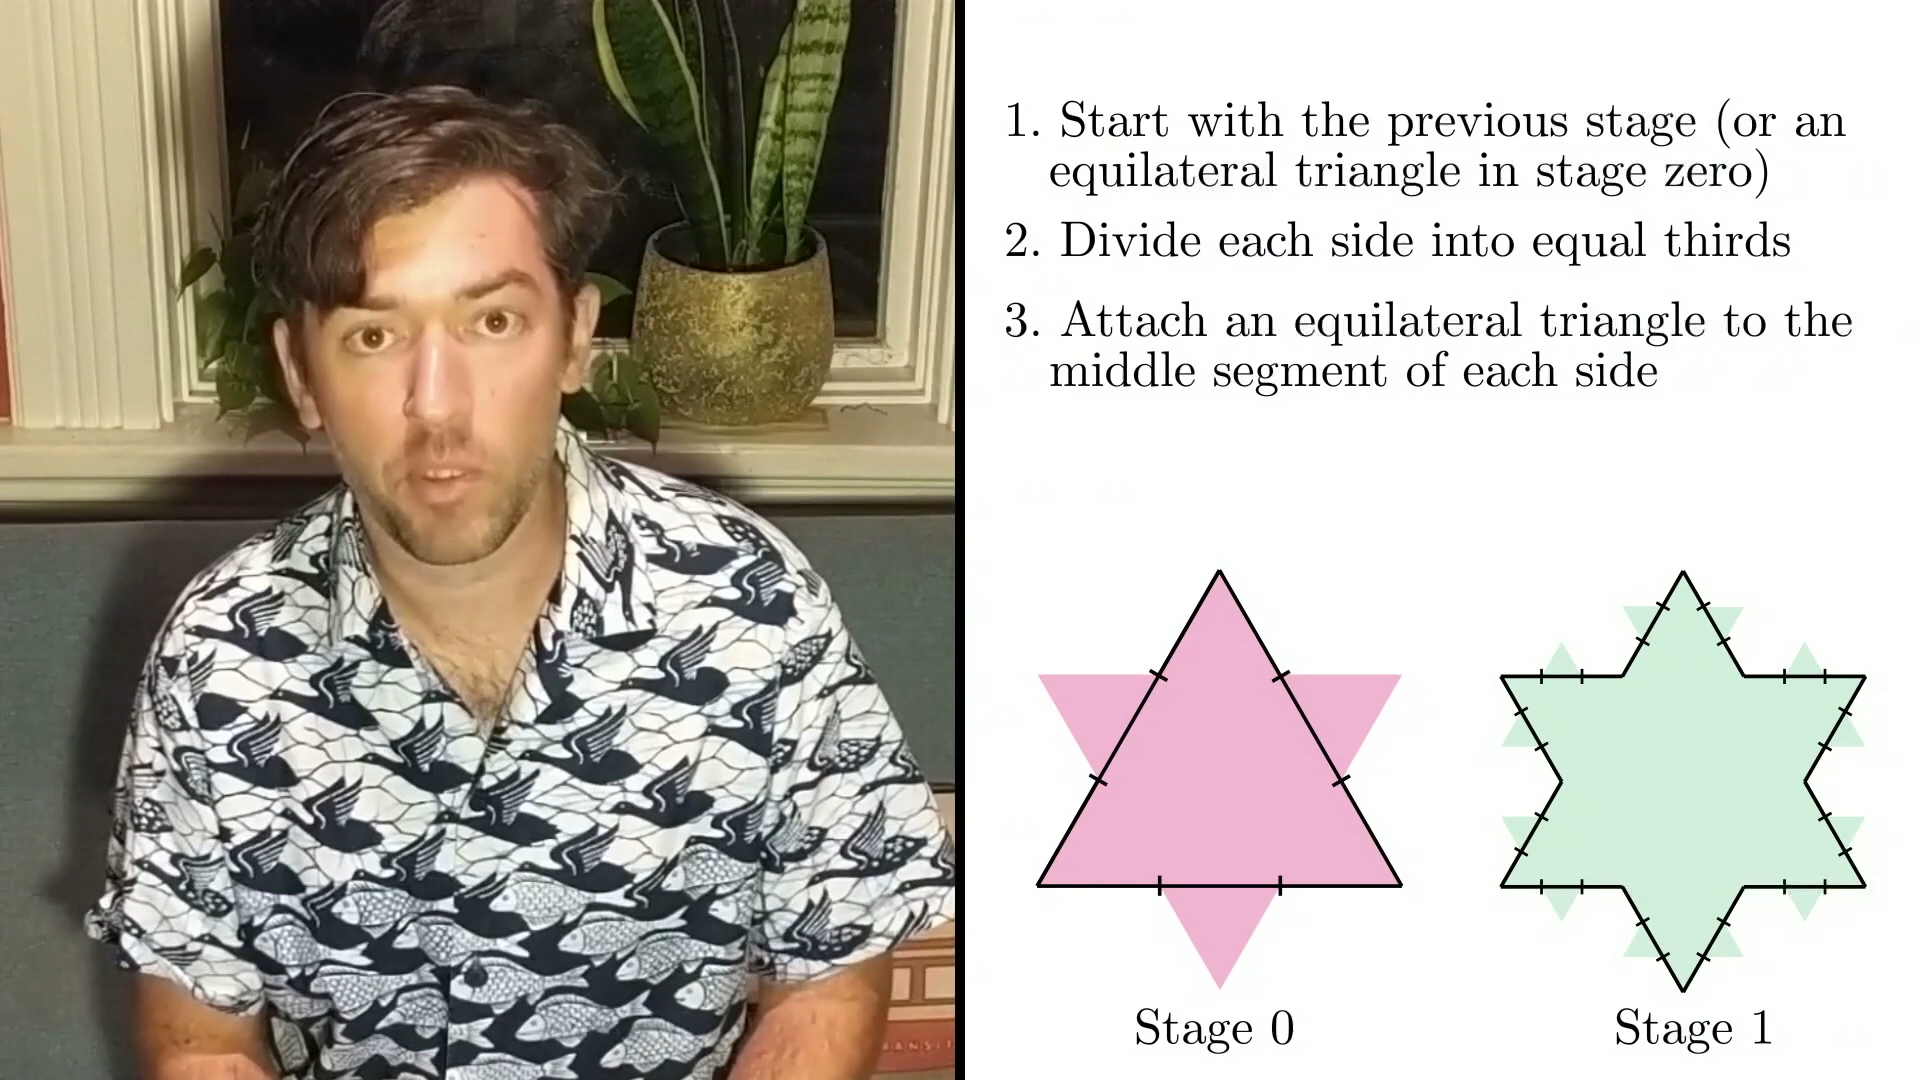 1. Start with the previous stage (or an
equilateral triangle in stage zero)
2. Divide each side into equal thirds
3. Attach an equilateral triangle to the
middle segment of each side
Stage 0
Stage 1